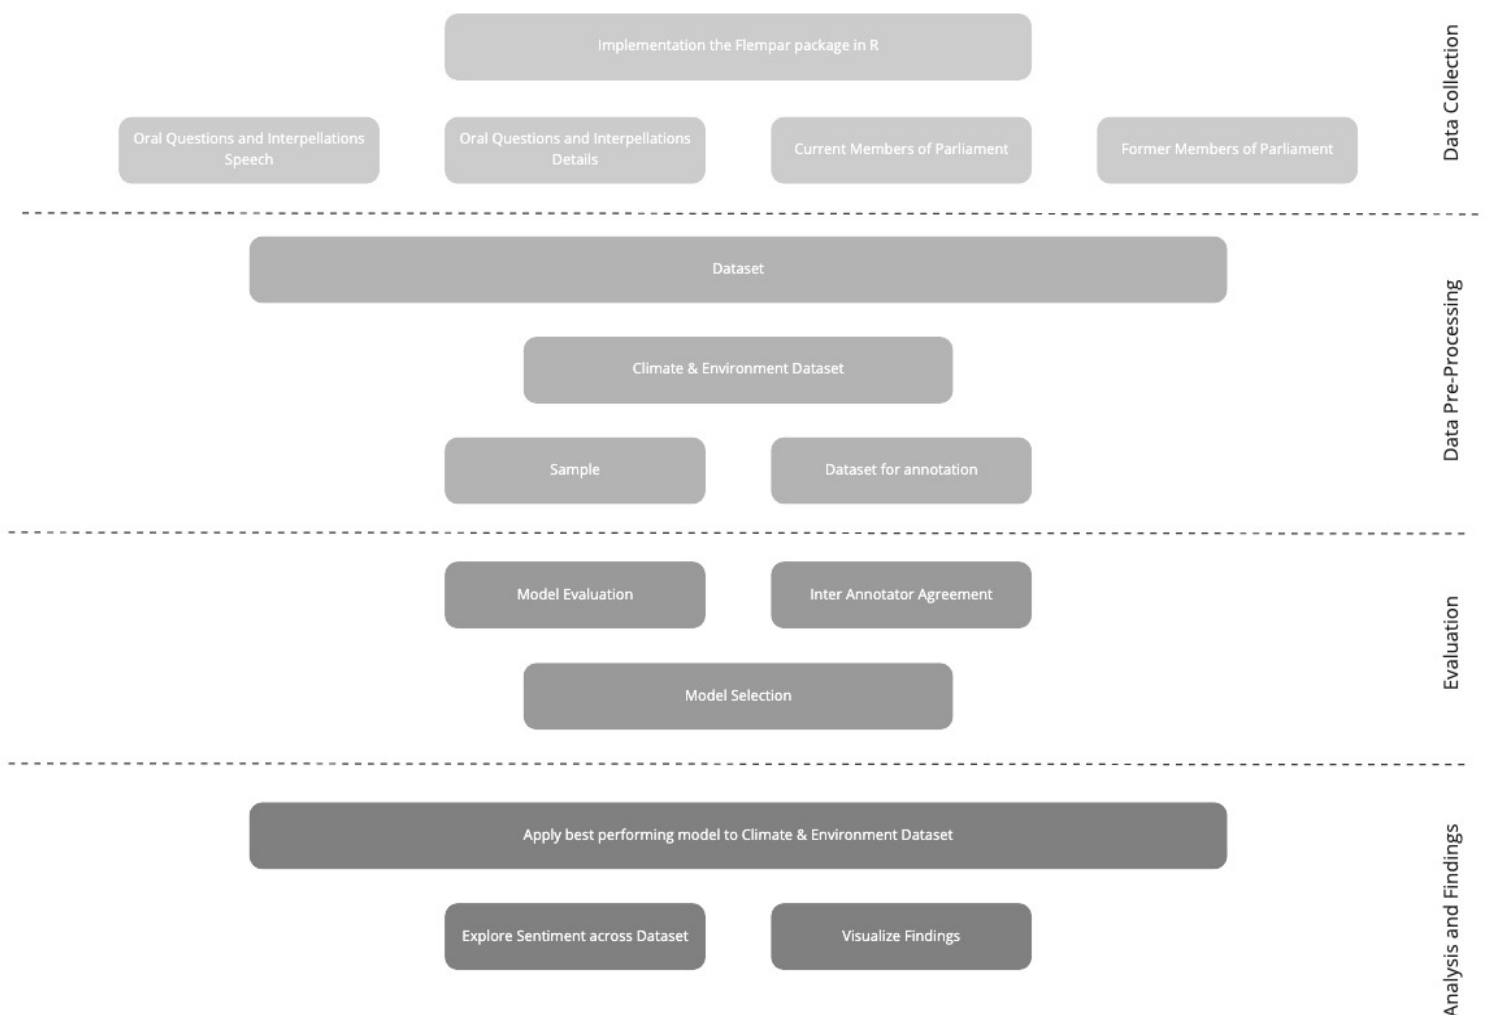 Implementation the Flempar package in R
Data Collection
Oral Questions and Interpellations
Speech
Oral Questions and Interpellations
Details
Current Members of Parliament
Former Members of Parliament
Dataset
Data Pre-Processing
Climate & Environment Dataset
Sample
Dataset for annotation
Model Evaluation
Inter Annotator Agreement
Evaluation
Model Selection
Apply best performing model to Climate & Environment Dataset
Analysis and Findings
Explore Sentiment across Dataset
Visualize Findings